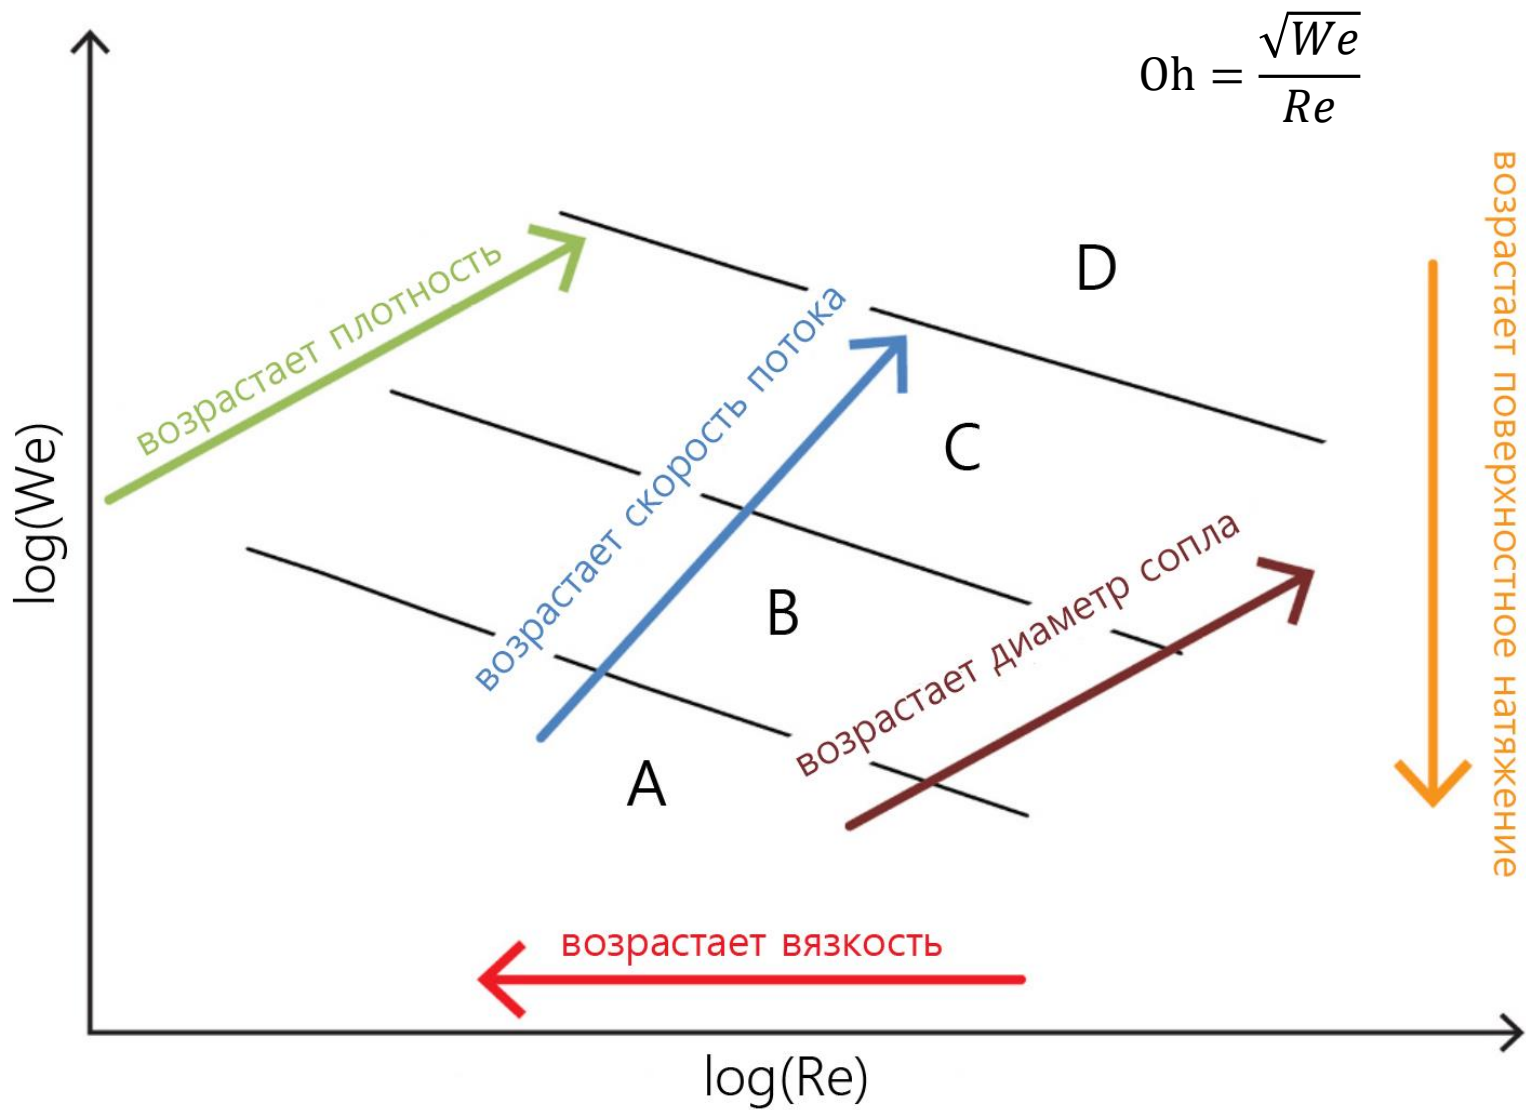 Oh = √We / Re
возрастает плотность
возрастает скорость потока
возрастает диаметр сопла
возрастает поверхностное натяжение
возрастает вязкость
D
C
B
A
log(We)
log(Re)